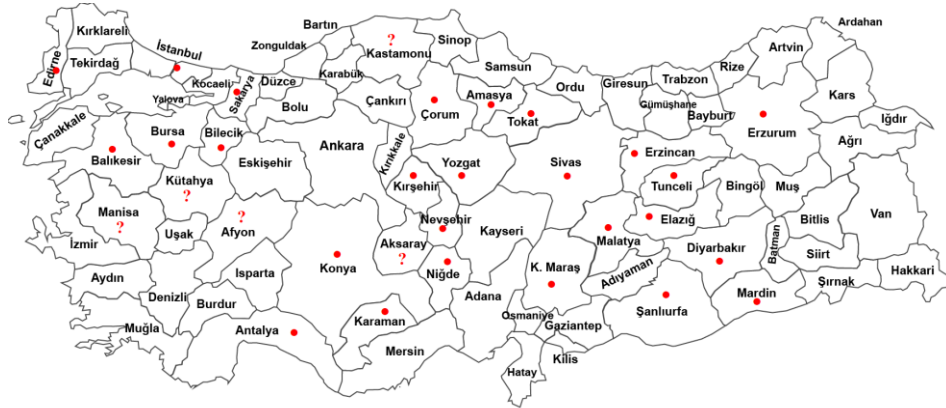 Kırklareli
Edirne
Tekirdağ
İstanbul
Kocaeli
Yalova
Sakarya
Düzce
Zonguldak
Bartın
Karabük
?
Kastamonu
Sinop
Samsun
Ordu
Giresun
Trabzon
Rize
Artvin
Ardahan
Kars
Iğdır
Gümüşhane
Bayburt
Erzurum
Ağrı
Çanakkale
Balıkesir
Bursa
Bilecik
Bolu
Çankırı
Çorum
Amasya
Tokat
Eskişehir
Ankara
Kırıkkale
Yozgat
Sivas
Erzincan
Tunceli
Bingöl
Muş
Kütahya
?
Manisa
?
Uşak
?
Afyon
Kırşehir
Nevşehir
Aksaray
?
Kayseri
Malatya
Elazığ
Diyarbakır
Batman
Bitlis
Siirt
Van
Hakkari
Şırnak
Mardin
İzmir
Aydın
Denizli
Muğla
Burdur
Isparta
Antalya
Konya
Karaman
Niğde
Mersin
Adana
K. Maraş
Adıyaman
Şanlıurfa
Osmaniye
Gaziantep
Kilis
Hatay